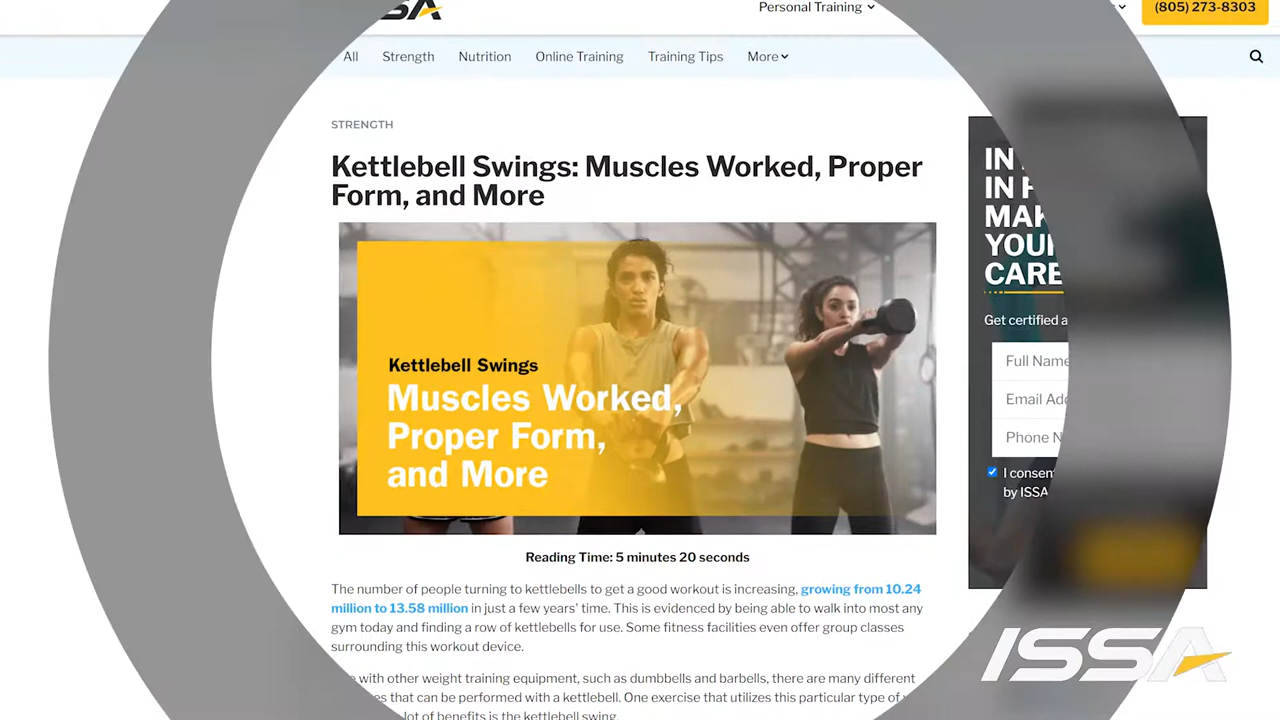 Personal Training
(805) 273-8303
All Strength Nutrition Online Training Training Tips More
STRENGTH
Kettlebell Swings: Muscles Worked, Proper
Form, and More
Kettlebell Swings
Muscles Worked,
Proper Form,
and More
Reading Time: 5 minutes 20 seconds
The number of people turning to kettlebells to get a good workout is increasing, growing from 10.24
million to 13.58 million in just a few years' time. This is evidenced by being able to walk into most any
gym today and finding a row of kettlebells for use. Some fitness facilities even offer group classes
surrounding this workout device.
with other weight training equipment, such as dumbbells and barbells, there are many different
that can be performed with a kettlebell. One exercise that utilizes this particular type of
lot of benefits is the kettlebell swing.
IN
IN
MAK
YOUR
CARE
Get certified a
Full Name
Email Add
Phone N
I consent
by ISSA
ISSA